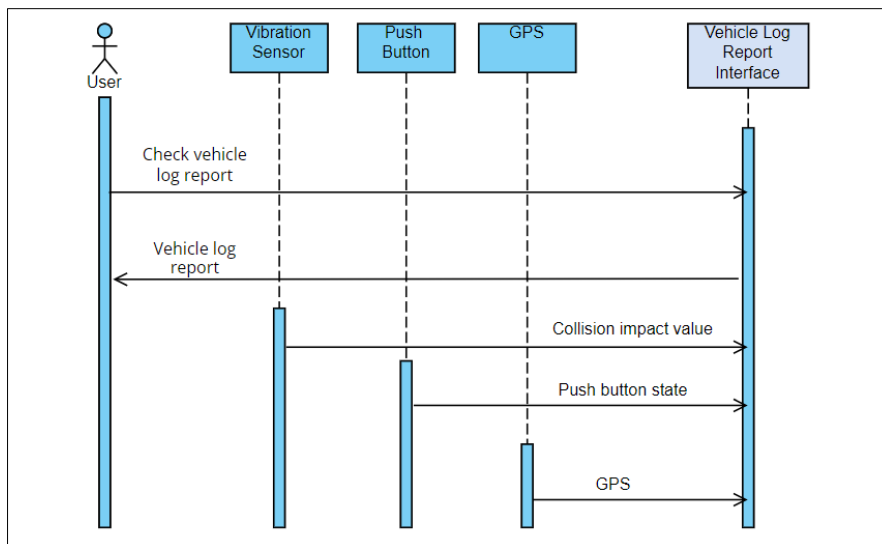 User
Vibration
Sensor
Push
Button
GPS
Vehicle Log
Report
Interface
Check vehicle
log report
Vehicle log
report
Collision impact value
Push button state
GPS